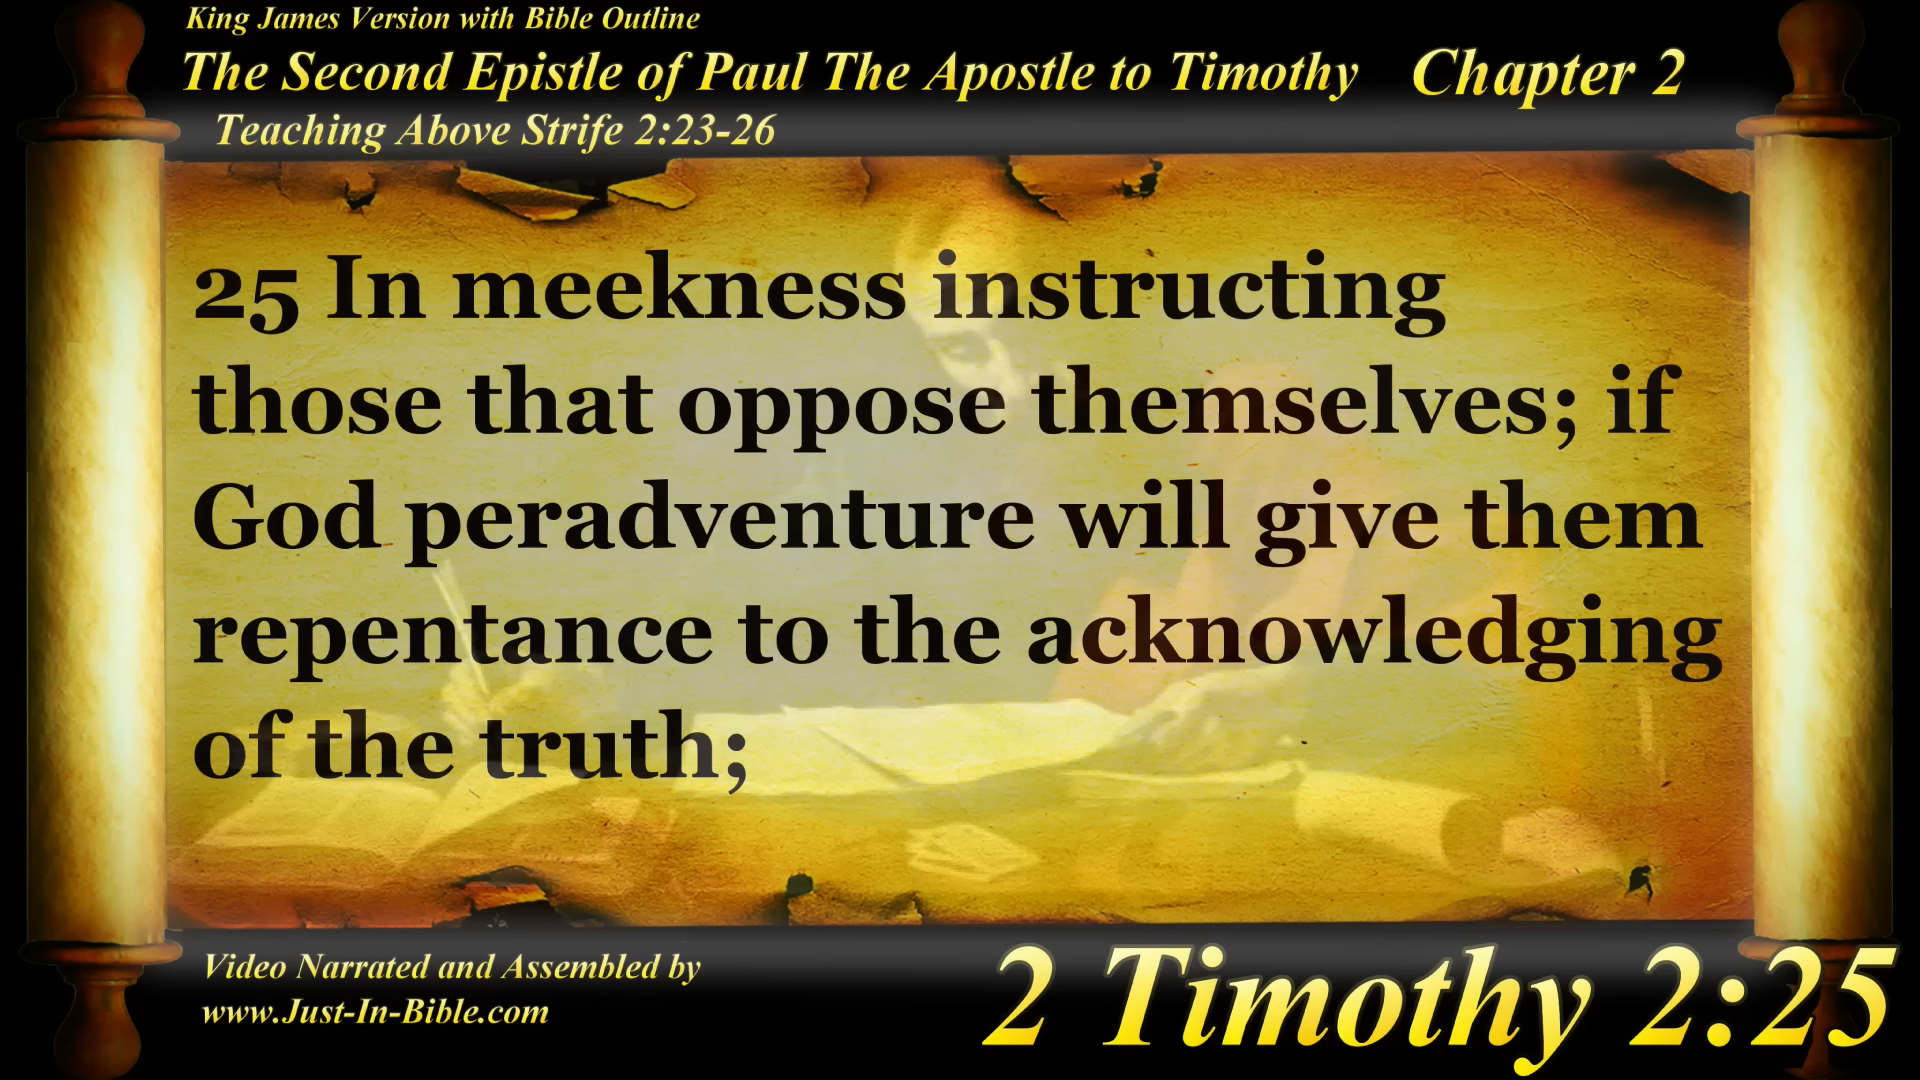 King James Version with Bible Outline
The Second Epistle of Paul The Apostle to Timothy Chapter 2
Teaching Above Strife 2:23-26
25 In meekness instructing
those that oppose themselves; if
God peradventure will give them
repentance to the acknowledging
of the truth;
Video Narrated and Assembled by
www.Just-In-Bible.com
2 Timothy 2:25